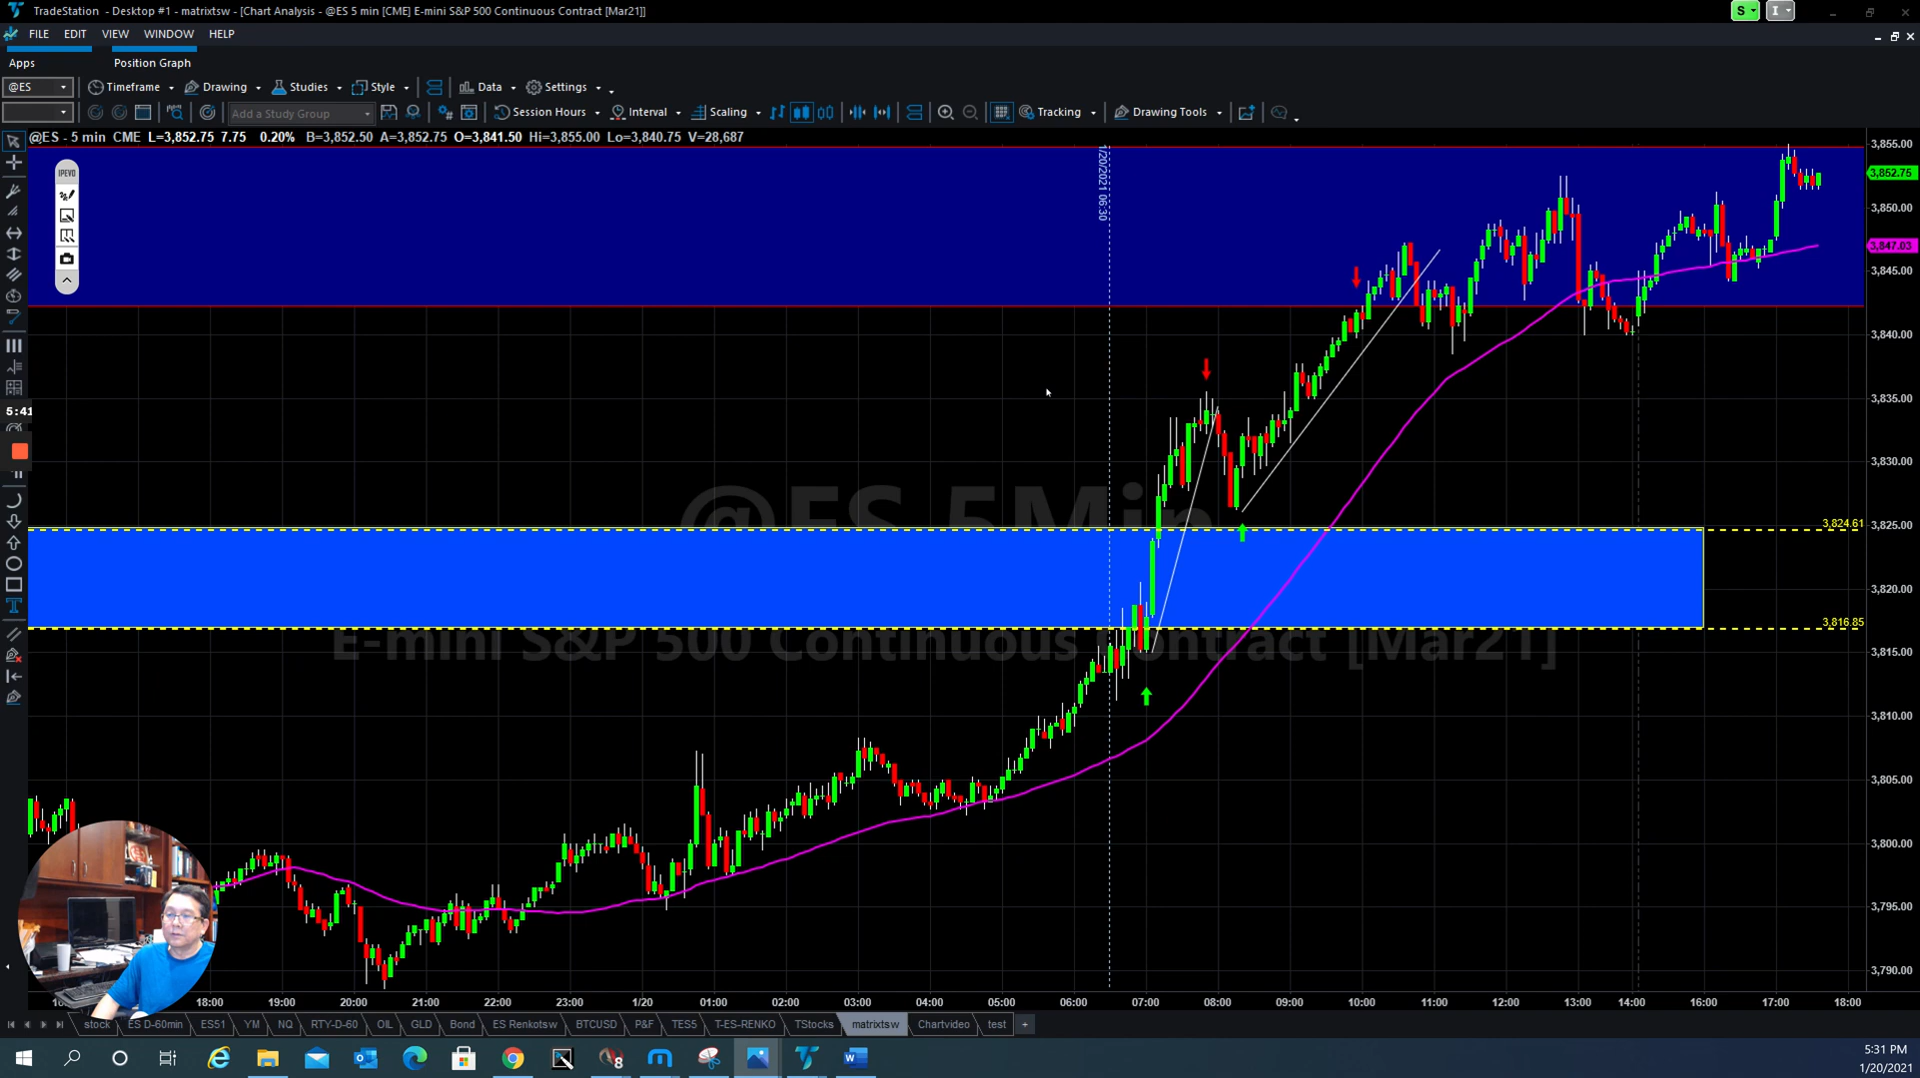 TradeStation - Desktop #1 - matrixtsw - [Chart Analysis - @ES 5 min [CME] E-mini S&P 500 Continuous Contract [Mar21]]
S I
FILE EDIT VIEW WINDOW HELP
Apps Position Graph
@ES Timeframe Drawing Studies Style Data Settings
Add a Study Group Session Hours Interval Scaling Tracking Drawing Tools
@ES - 5 min CME L=3,852.75 7.75 0.20% B=3,852.50 A=3,852.75 O=3,841.50 Hi=3,855.00 Lo=3,840.75 V=28,687
IPEVO
1/20/2021 06:30
3,855.00
3,852.75
3,850.00
3,847.03
3,845.00
3,840.00
3,835.00
5:41
3,830.00
@ES 5Min
3,824.61
3,825.00
3,820.00
3,816.85
E-mini S&P 500 Continuous Contract [Mar21]
3,815.00
3,810.00
3,805.00
3,800.00
3,795.00
3,790.00
18:00 19:00 20:00 21:00 22:00 23:00 1/20 01:00 02:00 03:00 04:00 05:00 06:00 07:00 08:00 09:00 10:00 11:00 12:00 13:00 14:00 16:00 17:00 18:00
stock ES D-60min ES51 YM NQ RTY-D-60 OIL GLD Bond ES Renkotsw BTCUSD P&F TES5 T-ES-RENKO TStocks matrixtsw Chartvideo test +
5:31 PM
1/20/2021